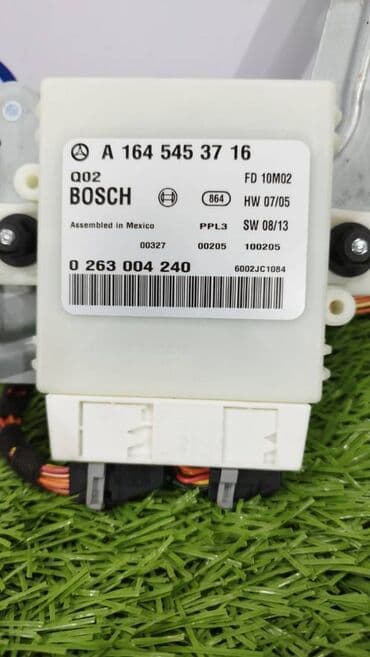 A 164 545 37 16
Q02 FD 10M02
BOSCH 864 HW 07/05
Assembled in Mexico PPL3 SW 08/13
00327 00205 100205
0 263 004 240 6002JC1084